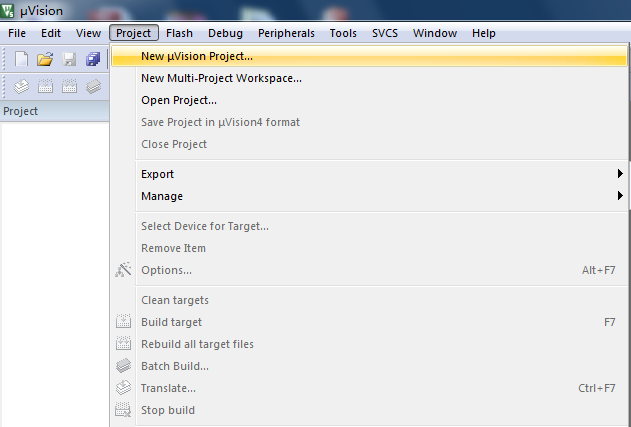 µVision
File Edit View Project Flash Debug Peripherals Tools SVCS Window Help
New µVision Project...
New Multi-Project Workspace...
Open Project...
Save Project in µVision4 format
Close Project
Export
Manage
Select Device for Target...
Remove Item
Options... Alt+F7
Clean targets
Build target F7
Rebuild all target files
Batch Build...
Translate... Ctrl+F7
Stop build
Project